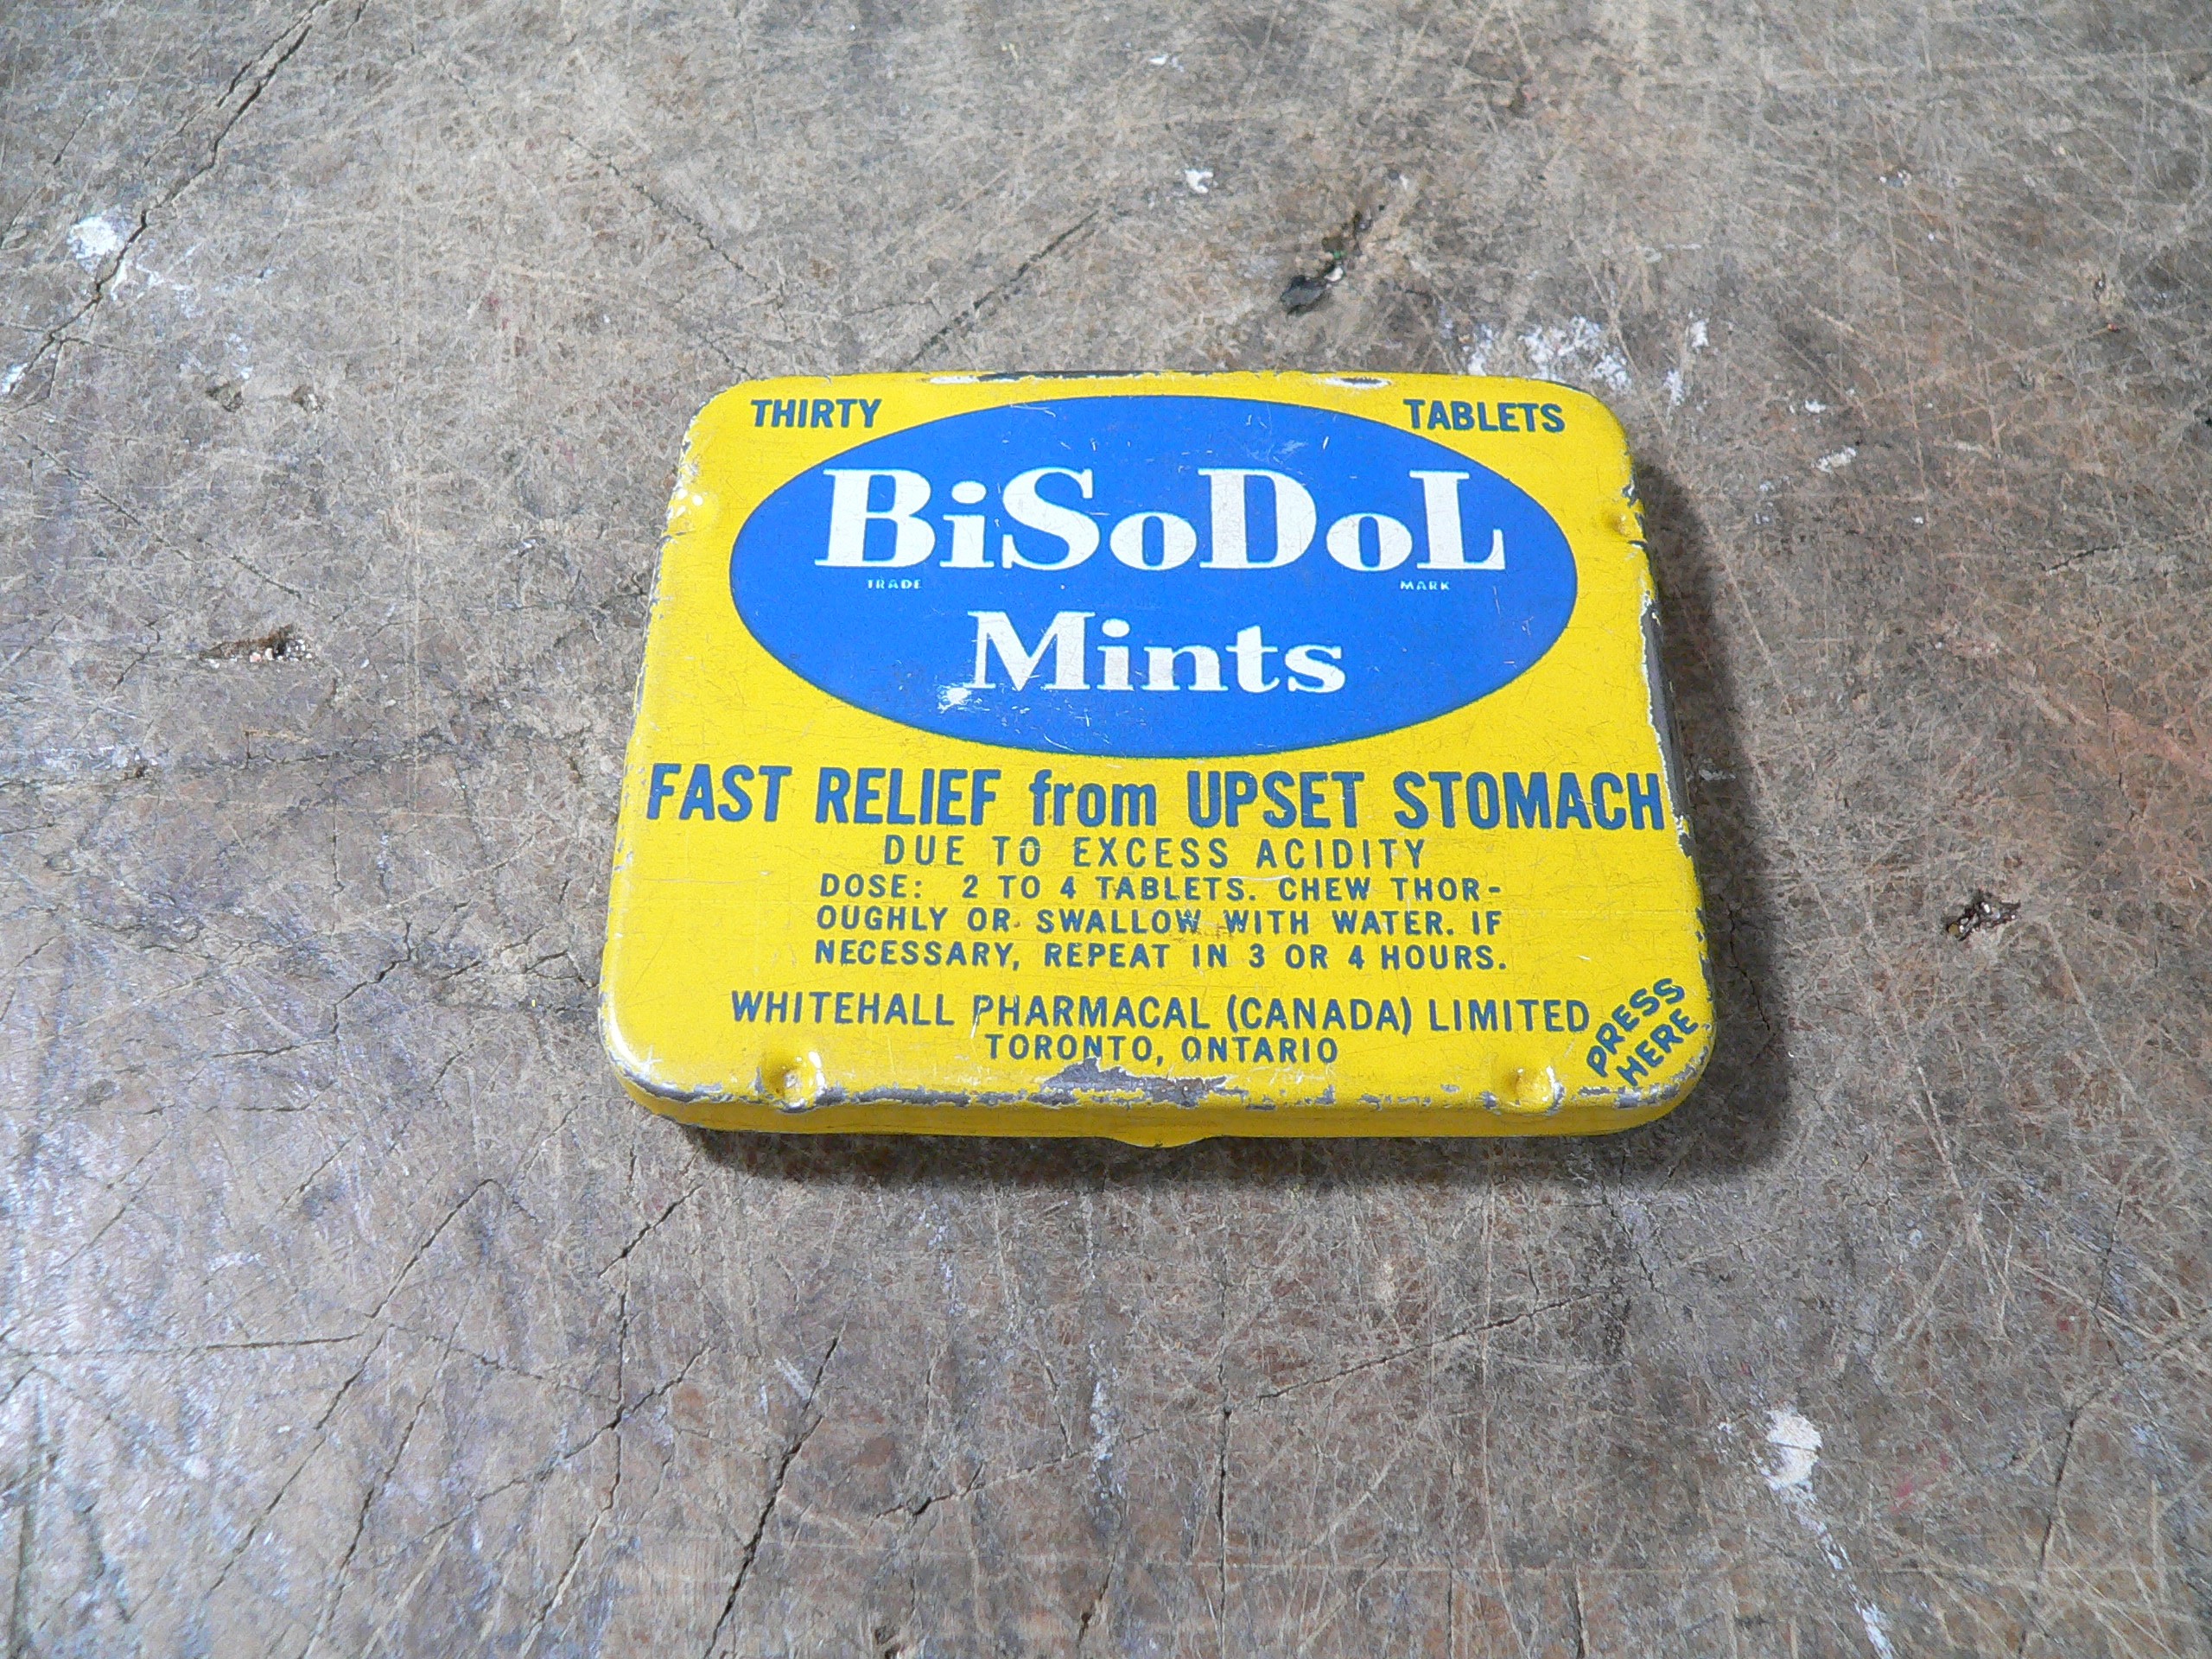 THIRTY TABLETS
BiSoDoL
TRADE MARK
Mints
FAST RELIEF from UPSET STOMACH
DUE TO EXCESS ACIDITY
DOSE: 2 TO 4 TABLETS. CHEW THOR-
OUGHLY OR SWALLOW WITH WATER. IF
NECESSARY, REPEAT IN 3 OR 4 HOURS.
WHITEHALL PHARMACAL (CANADA) LIMITED
TORONTO, ONTARIO
PRESS
HERE